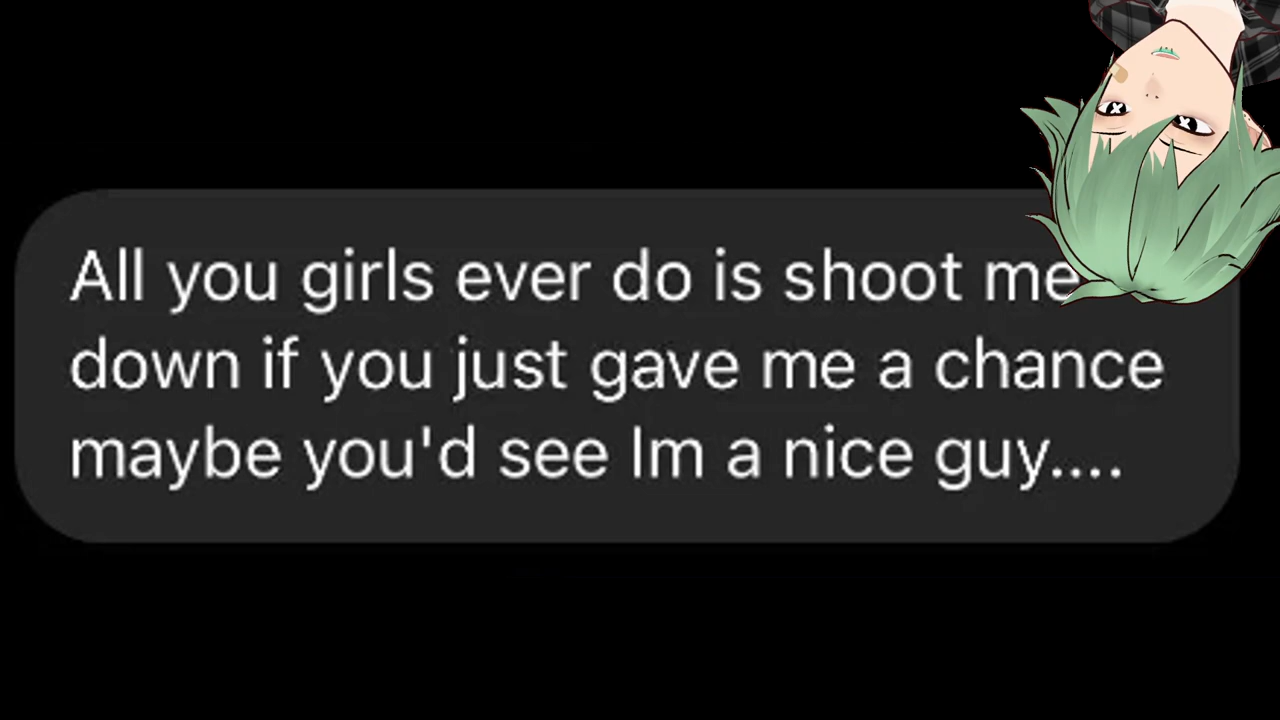 All you girls ever do is shoot me
down if you just gave me a chance
maybe you'd see Im a nice guy....